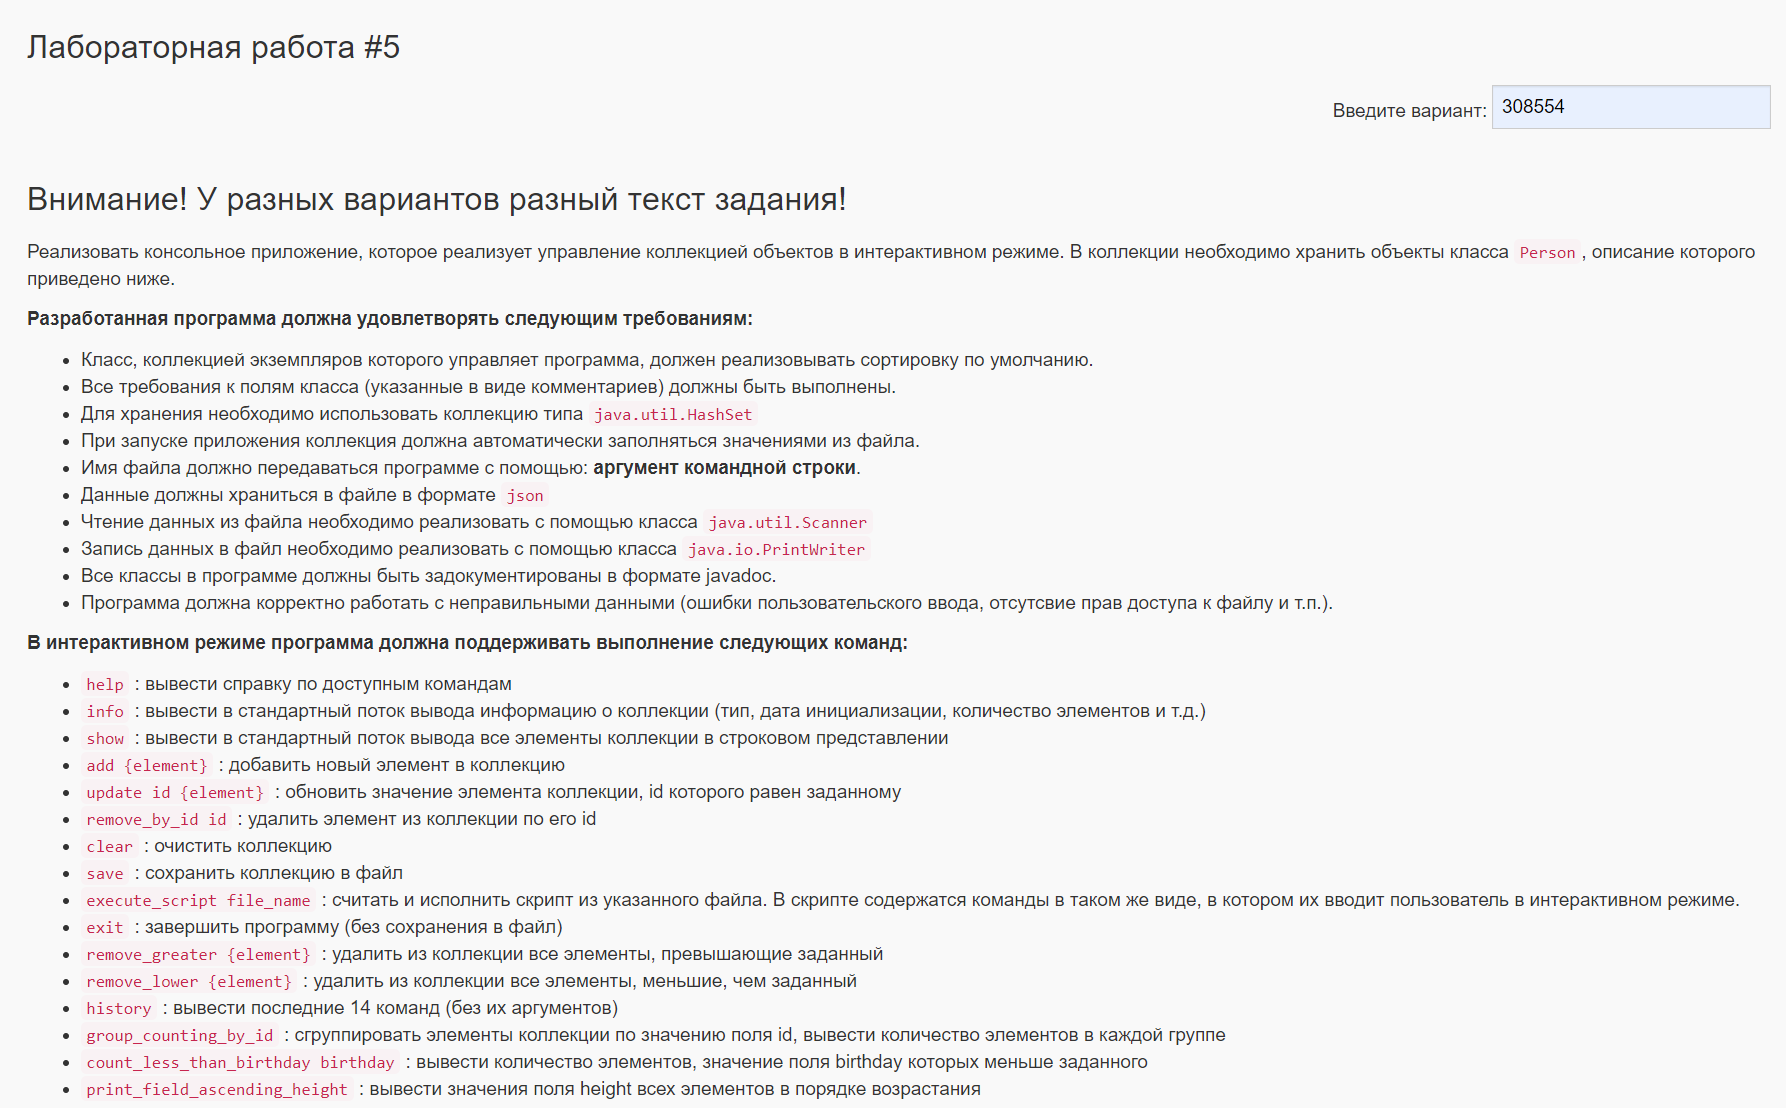 Лабораторная работа #5
Введите вариант: 308554
Внимание! У разных вариантов разный текст задания!
Реализовать консольное приложение, которое реализует управление коллекцией объектов в интерактивном режиме. В коллекции необходимо хранить объекты класса Person, описание которого
приведено ниже.
Разработанная программа должна удовлетворять следующим требованиям:
Класс, коллекцией экземпляров которого управляет программа, должен реализовывать сортировку по умолчанию.
Все требования к полям класса (указанные в виде комментариев) должны быть выполнены.
Для хранения необходимо использовать коллекцию типа java.util.HashSet
При запуске приложения коллекция должна автоматически заполняться значениями из файла.
Имя файла должно передаваться программе с помощью: аргумент командной строки.
Данные должны храниться в файле в формате json
Чтение данных из файла необходимо реализовать с помощью класса java.util.Scanner
Запись данных в файл необходимо реализовать с помощью класса java.io.PrintWriter
Все классы в программе должны быть задокументированы в формате javadoc.
Программа должна корректно работать с неправильными данными (ошибки пользовательского ввода, отсутсвие прав доступа к файлу и т.п.).
В интерактивном режиме программа должна поддерживать выполнение следующих команд:
help : вывести справку по доступным командам
info : вывести в стандартный поток вывода информацию о коллекции (тип, дата инициализации, количество элементов и т.д.)
show : вывести в стандартный поток вывода все элементы коллекции в строковом представлении
add {element} : добавить новый элемент в коллекцию
update id {element} : обновить значение элемента коллекции, id которого равен заданному
remove_by_id id : удалить элемент из коллекции по его id
clear : очистить коллекцию
save : сохранить коллекцию в файл
execute_script file_name : считать и исполнить скрипт из указанного файла. В скрипте содержатся команды в таком же виде, в котором их вводит пользователь в интерактивном режиме.
exit : завершить программу (без сохранения в файл)
remove_greater {element} : удалить из коллекции все элементы, превышающие заданный
remove_lower {element} : удалить из коллекции все элементы, меньшие, чем заданный
history : вывести последние 14 команд (без их аргументов)
group_counting_by_id : сгруппировать элементы коллекции по значению поля id, вывести количество элементов в каждой группе
count_less_than_birthday birthday : вывести количество элементов, значение поля birthday которых меньше заданного
print_field_ascending_height : вывести значения поля height всех элементов в порядке возрастания